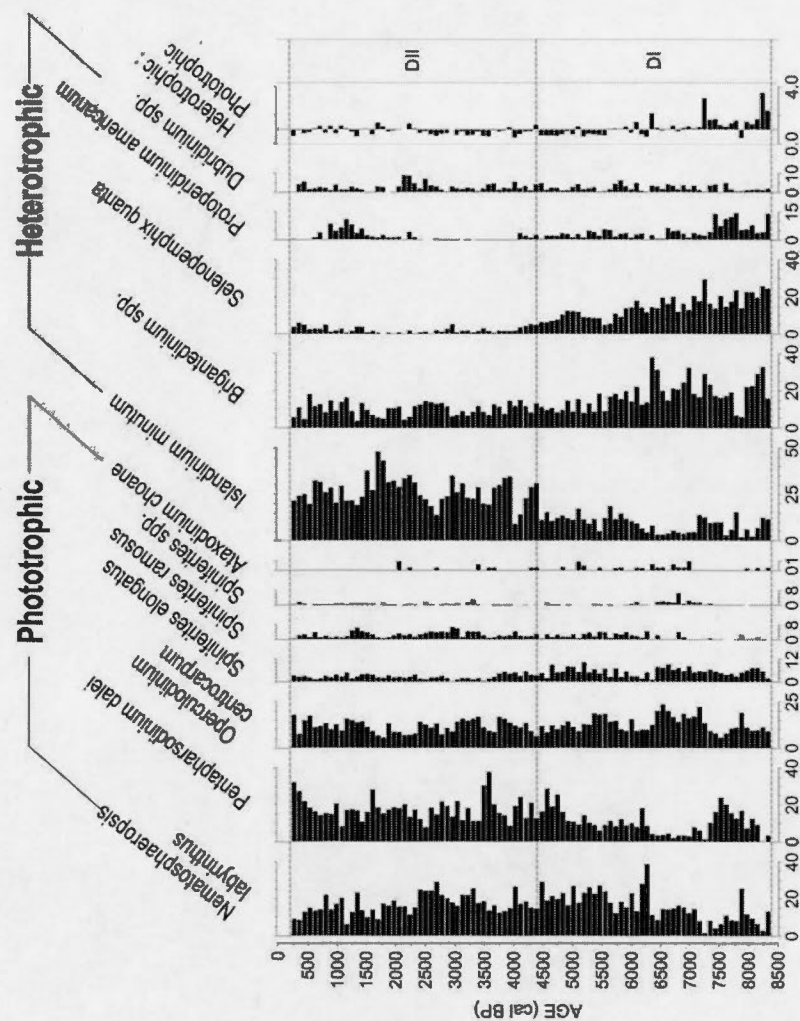 Phototrophic
Heterotrophic
Nematosphaeropsis
labyrinthus
Pentapharsodinium dalei
Operculodinium
centrocarpum
Spiniferites elongatus
Spiniferites ramosus
Spiniferites spp.
Ataxodinium choane
Islandinium minutum
Brigantedinium spp.
Selenopemphix quanta
Protoperidinium americanum
Dubridinium spp.
Heterotrophic:
Phototrophic
DII
DI
0 20 40
0 20 40
0 25
0 12
0 8
0 8
0 1
0 25 50
0 20 40
0 20 40
0 15
0 10
0.0 4.0
0
500
1000
1500
2000
2500
3000
3500
4000
4500
5000
5500
6000
6500
7000
7500
8000
8500
AGE (cal BP)